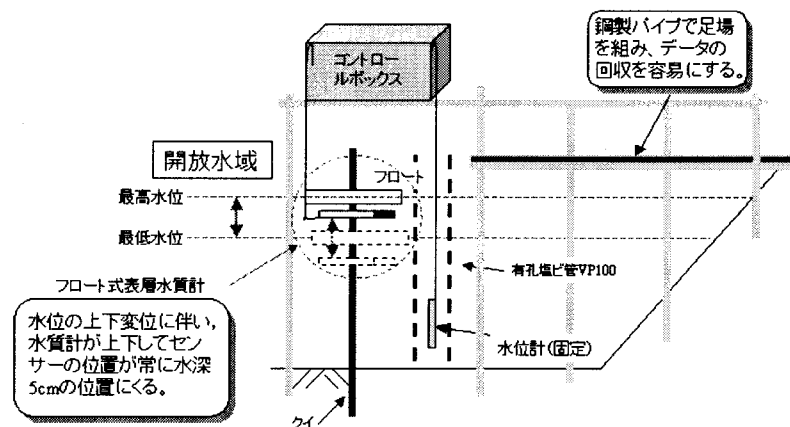 鋼製パイプで足場
を組み、データの
回収を容易にする。
コントロー
ルボックス
開放水域
フロート
最高水位
最低水位
フロート式表層水質計
有孔塩ビ管VP100
水位計(固定)
水位の上下変位に伴い,
水質計が上下してセン
サーの位置が常に水深
5cmの位置にくる。
クイ